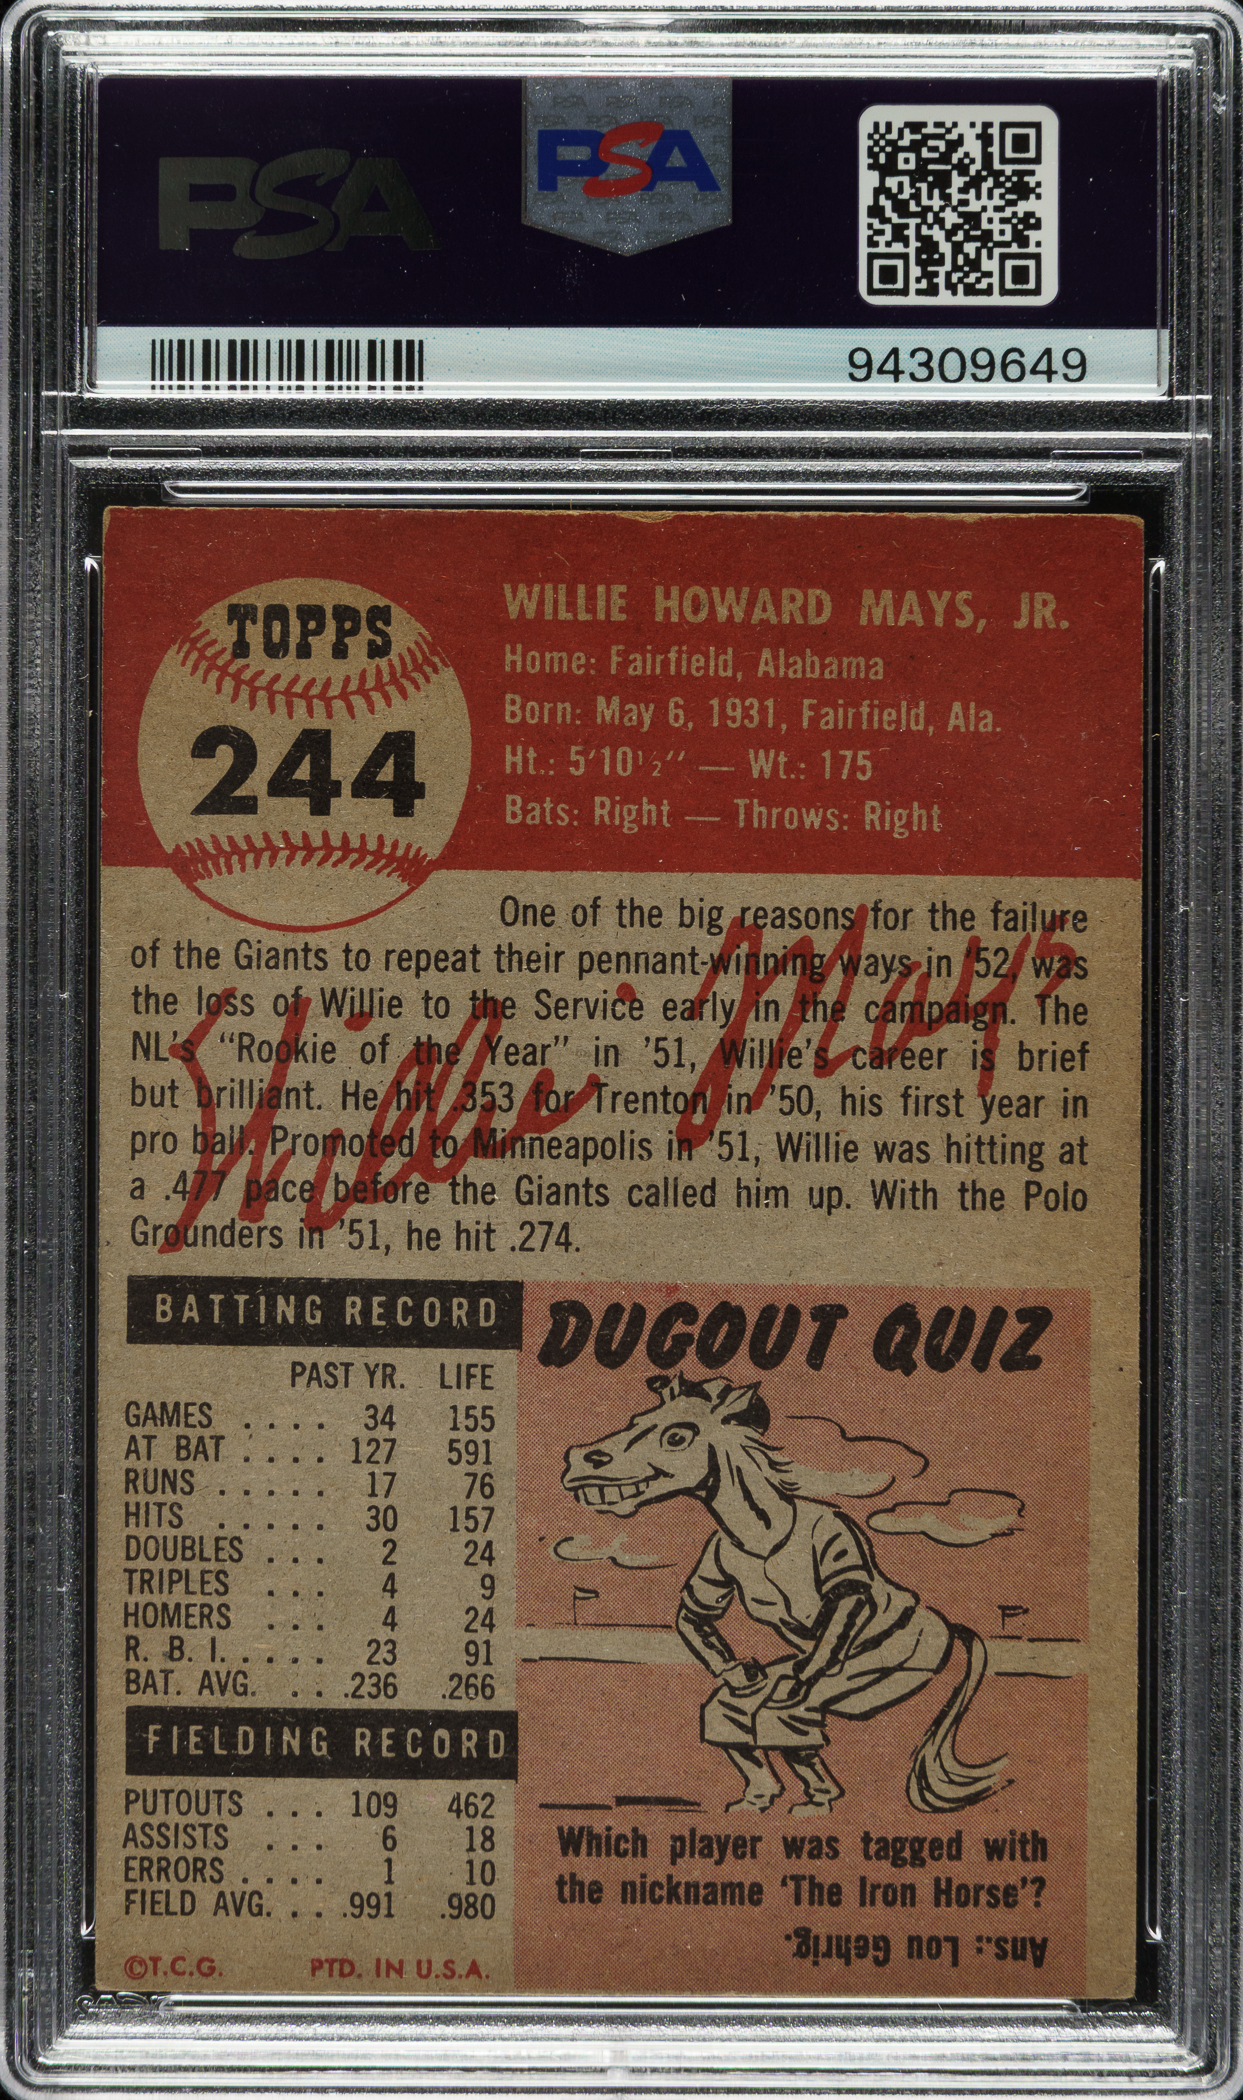 PSA
PSA
94309649
TOPPS
244
WILLIE HOWARD MAYS, JR.
Home: Fairfield, Alabama
Born: May 6, 1931, Fairfield, Ala.
Ht.: 5'10½" — Wt.: 175
Bats: Right — Throws: Right
One of the big reasons for the failure
of the Giants to repeat their pennant-winning ways in '52, was
the loss of Willie to the Service early in the campaign. The
NL's "Rookie of the Year" in '51, Willie's career is brief
but brilliant. He hit .353 for Trenton in '50, his first year in
pro ball. Promoted to Minneapolis in '51, Willie was hitting at
a .477 pace before the Giants called him up. With the Polo
Grounders in '51, he hit .274.
Willie Mays
BATTING RECORD
PAST YR. LIFE
GAMES .... 34 155
AT BAT .... 127 591
RUNS ..... 17 76
HITS ..... 30 157
DOUBLES ... 2 24
TRIPLES ... 4 9
HOMERS ... 4 24
R. B. I. .... 23 91
BAT. AVG. .. .236 .266
FIELDING RECORD
PUTOUTS ... 109 462
ASSISTS ... 6 18
ERRORS .... 1 10
FIELD AVG. .. .991 .980
©T.C.G. PTD. IN U.S.A.
DUGOUT QUIZ
Which player was tagged with
the nickname 'The Iron Horse'?
Ans.: Lou Gehrig.